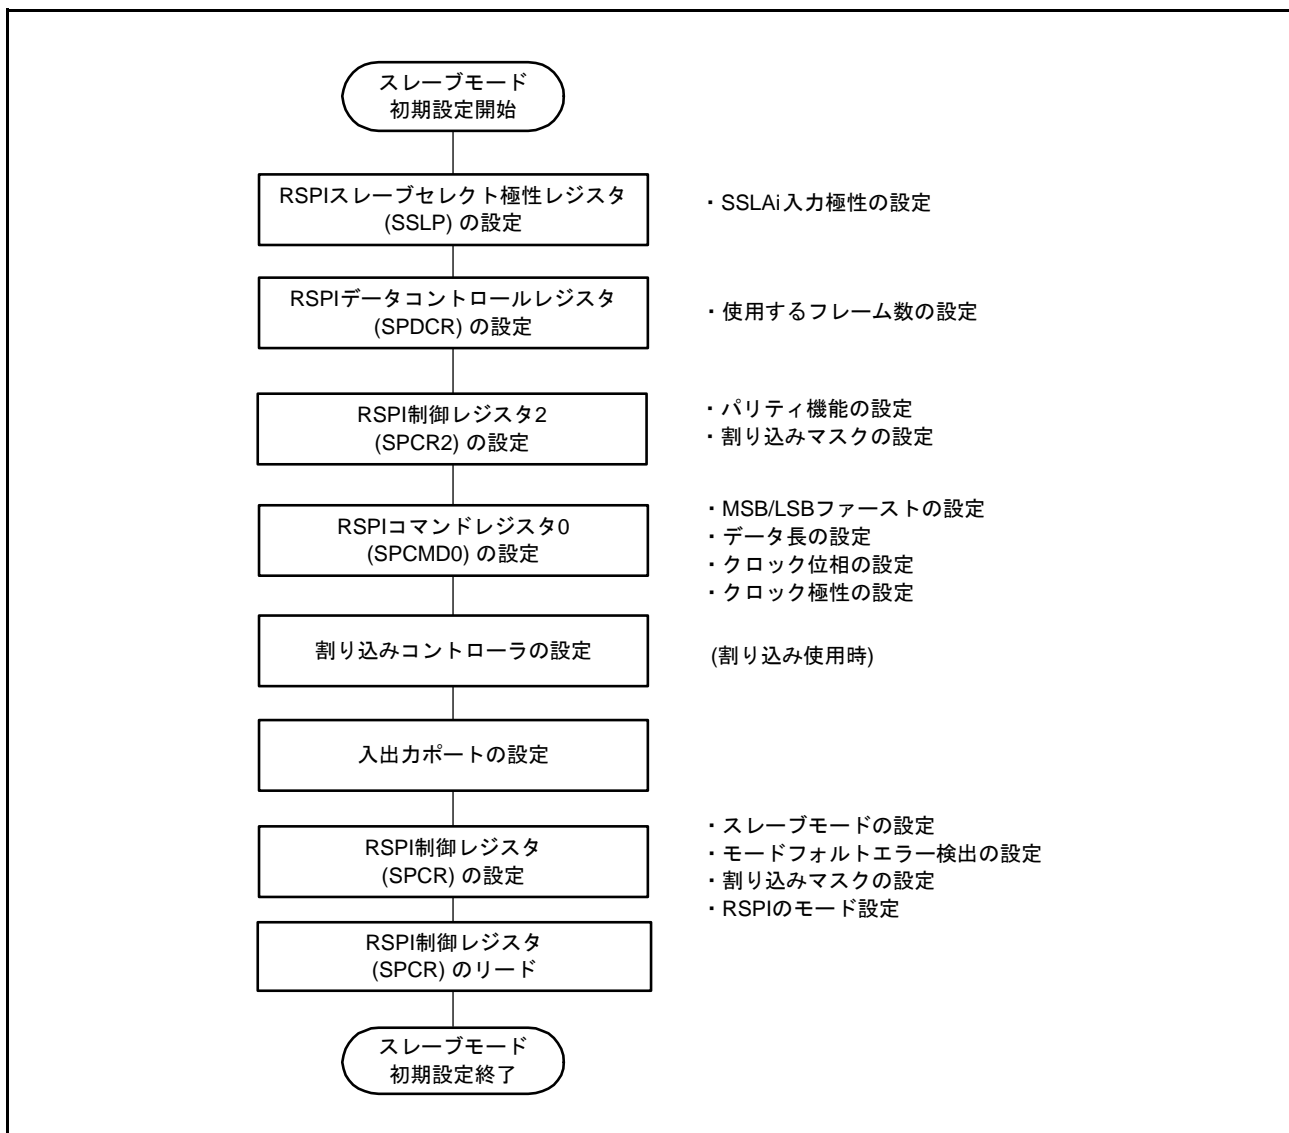 スレーブモード
初期設定開始
RSPIスレーブセレクト極性レジスタ
(SSLP) の設定
・SSLAi入力極性の設定
RSPIデータコントロールレジスタ
(SPDCR) の設定
・使用するフレーム数の設定
RSPI制御レジスタ2
(SPCR2) の設定
・パリティ機能の設定
・割り込みマスクの設定
RSPIコマンドレジスタ0
(SPCMD0) の設定
・MSB/LSBファーストの設定
・データ長の設定
・クロック位相の設定
・クロック極性の設定
割り込みコントローラの設定
(割り込み使用時)
入出力ポートの設定
RSPI制御レジスタ
(SPCR) の設定
・スレーブモードの設定
・モードフォルトエラー検出の設定
・割り込みマスクの設定
・RSPIのモード設定
RSPI制御レジスタ
(SPCR) のリード
スレーブモード
初期設定終了